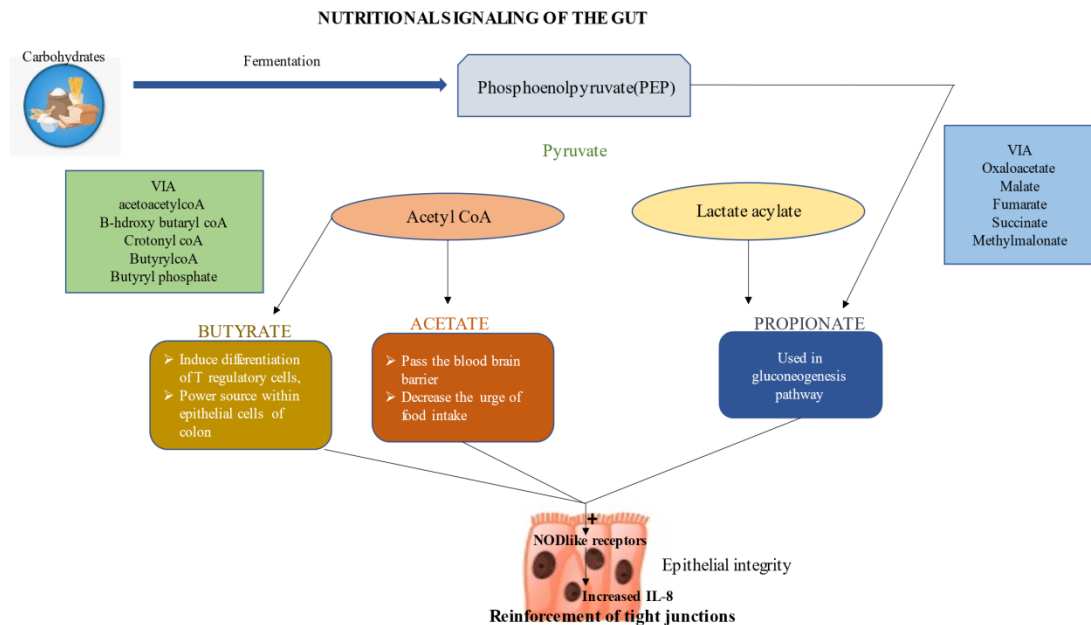 NUTRITIONAL SIGNALING OF THE GUT
Carbohydrates
Fermentation
Phosphoenolpyruvate(PEP)
Pyruvate
VIA
acetoacetylcoA
B-hdroxy butaryl coA
Crotonyl coA
ButyrylcoA
Butyryl phosphate
Acetyl CoA
Lactate acylate
VIA
Oxaloacetate
Malate
Fumarate
Succinate
Methylmalonate
BUTYRATE
➢ Induce differentiation
of T regulatory cells,
➢ Power source within
epithelial cells of
colon
ACETATE
➢ Pass the blood brain
barrier
➢ Decrease the urge of
food intake
PROPIONATE
Used in
gluconeogenesis
pathway
+
NODlike receptors
Epithelial integrity
Increased IL-8
Reinforcement of tight junctions